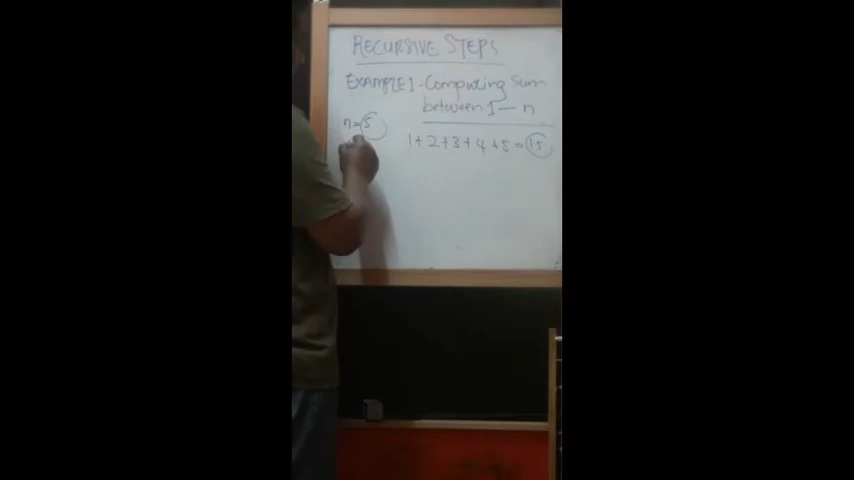 RECURSIVE STEPS
EXAMPLE 1 - Computing Sum
between 1 — n
n = 5
1 + 2 + 3 + 4 + 5 = 15